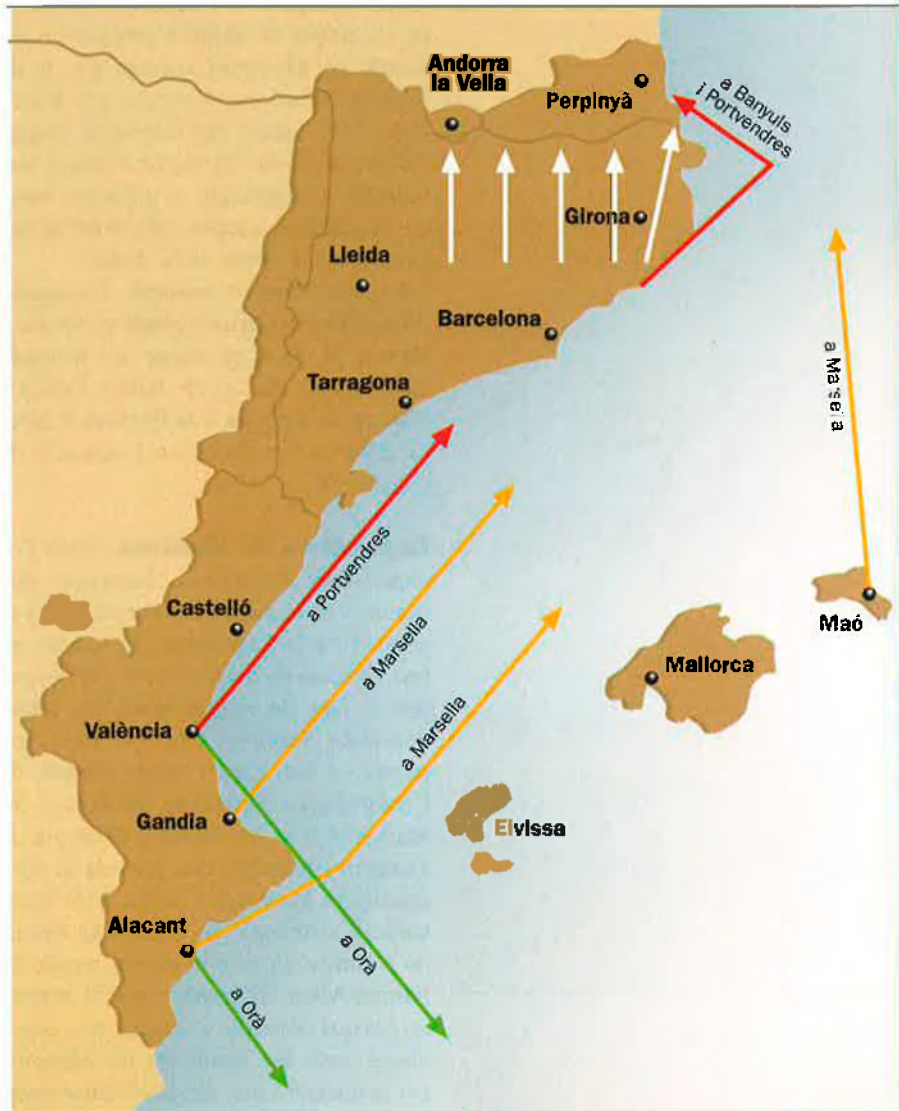 Andorra
la Vella
Perpinyà
a Banyuls
i Portvendres
Girona
Lleida
Barcelona
a Marsella
Tarragona
a Portvendres
Castelló
a Marsella
Maó
Mallorca
València
a Marsella
Gandia
Eivissa
Alacant
a Orà
a Orà